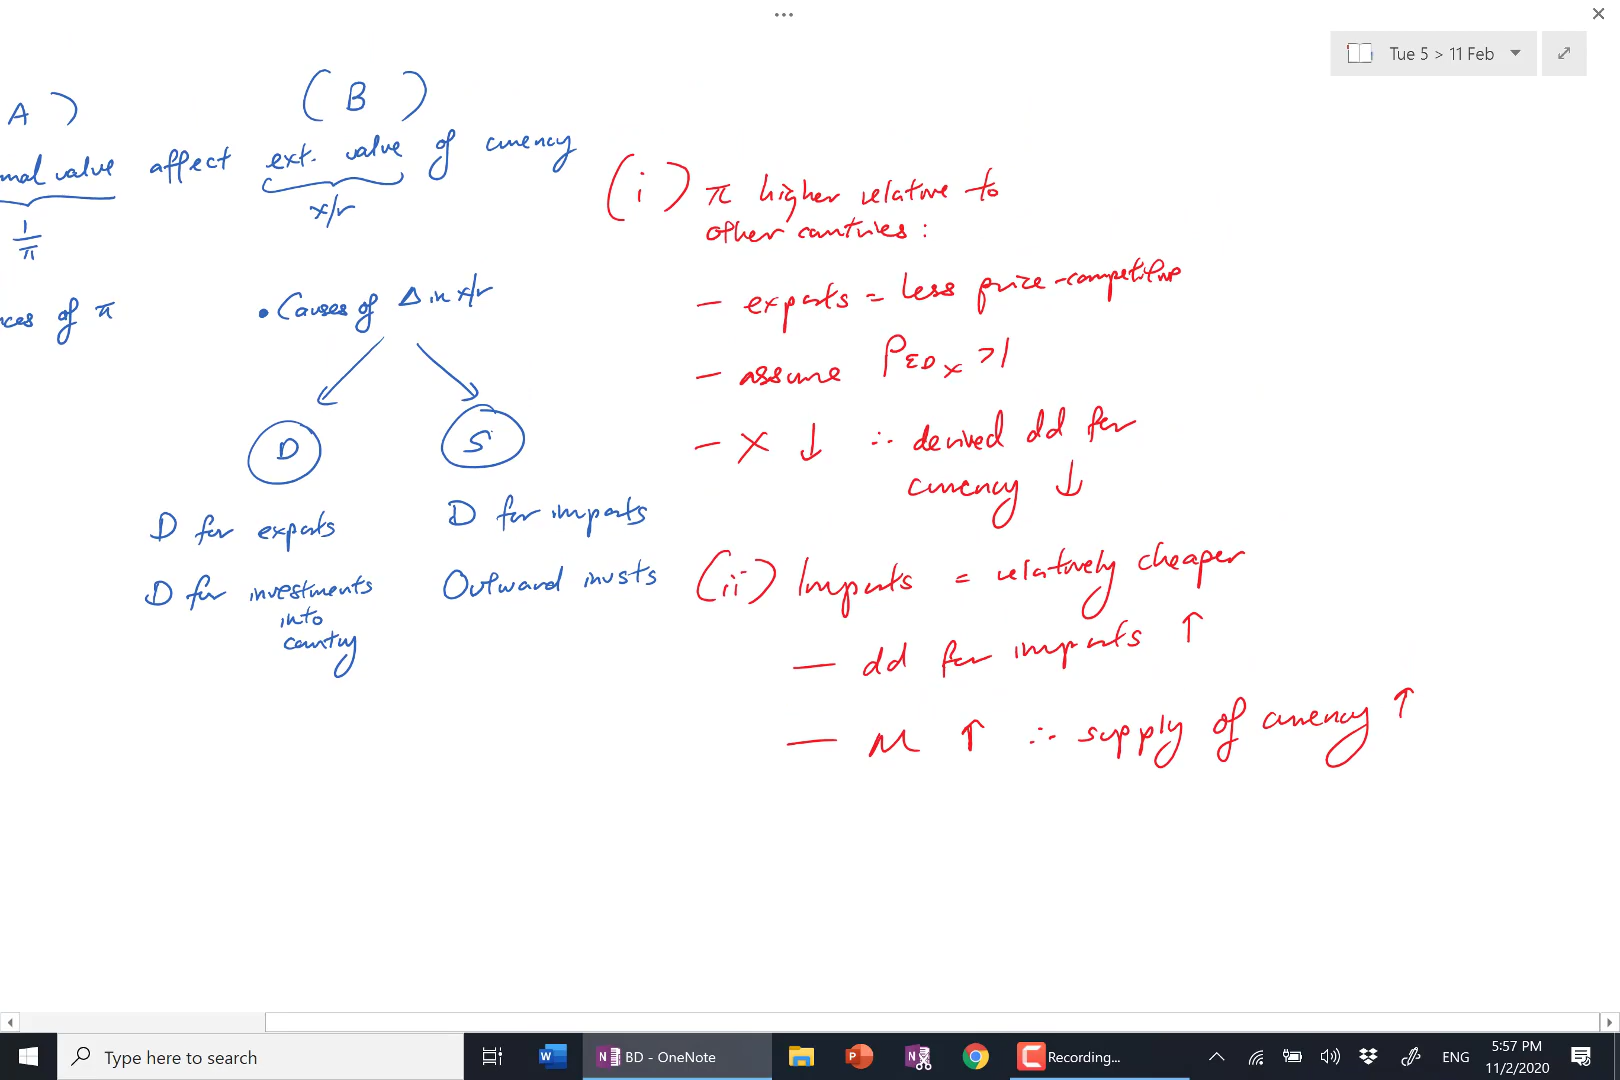 ...
Tue 5 > 11 Feb
A )
( B )
nal value affect ext. value of currency
1/π
x/r
ces of π
• Causes of Δ in x/r
D
S
D for exports
D for imports
D for investments into country
Outward invsts
(i) π higher relative to
other countries :
– exports = less price-competitive
– assume PED x >1
– X ↓ ∴ derived dd for
currency ↓
(ii) Imports = relatively cheaper
– dd for imports ↑
– M ↑ ∴ supply of currency ↑
Type here to search
BD - OneNote
Recording...
ENG
5:57 PM
11/2/2020